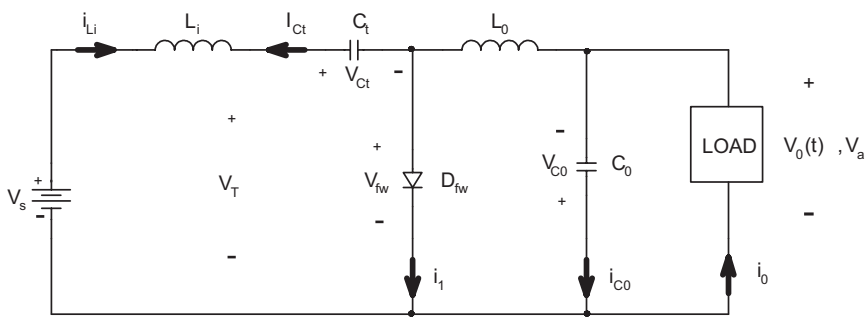 i_Li L_i I_Ct C_t L_0
+ V_Ct -
+ - +
V_s + - V_T + V_fw D_fw V_C0 C_0 LOAD V_0(t) , V_a
- - + -
i_1 i_C0 i_0